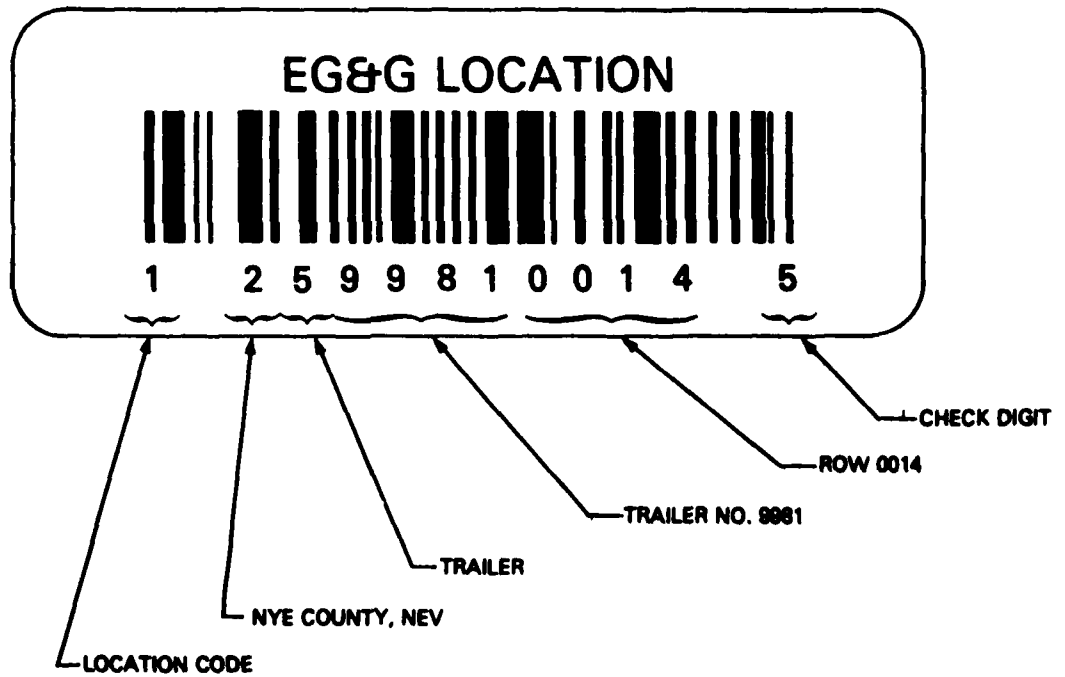 EG&G LOCATION
1 2 5 9 9 8 1 0 0 1 4 5
CHECK DIGIT
ROW 0014
TRAILER NO. 9981
TRAILER
NYE COUNTY, NEV
LOCATION CODE